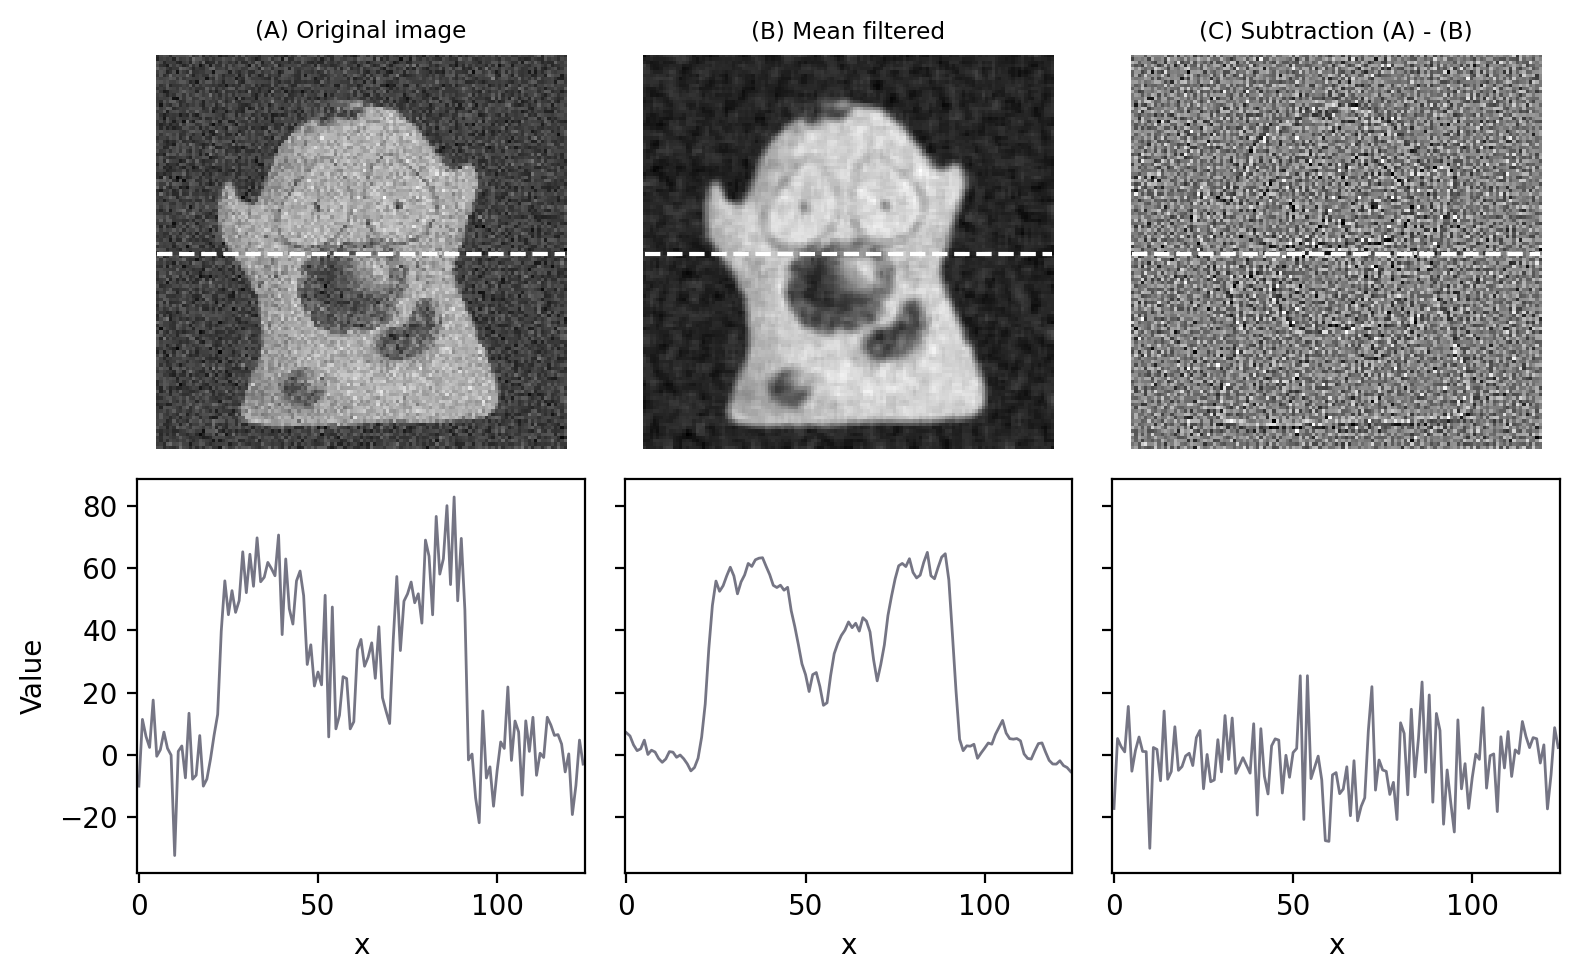 (A) Original image
(B) Mean filtered
(C) Subtraction (A) - (B)
Value
80
60
40
20
0
−20
0 50 100
0 50 100
0 50 100
x
x
x